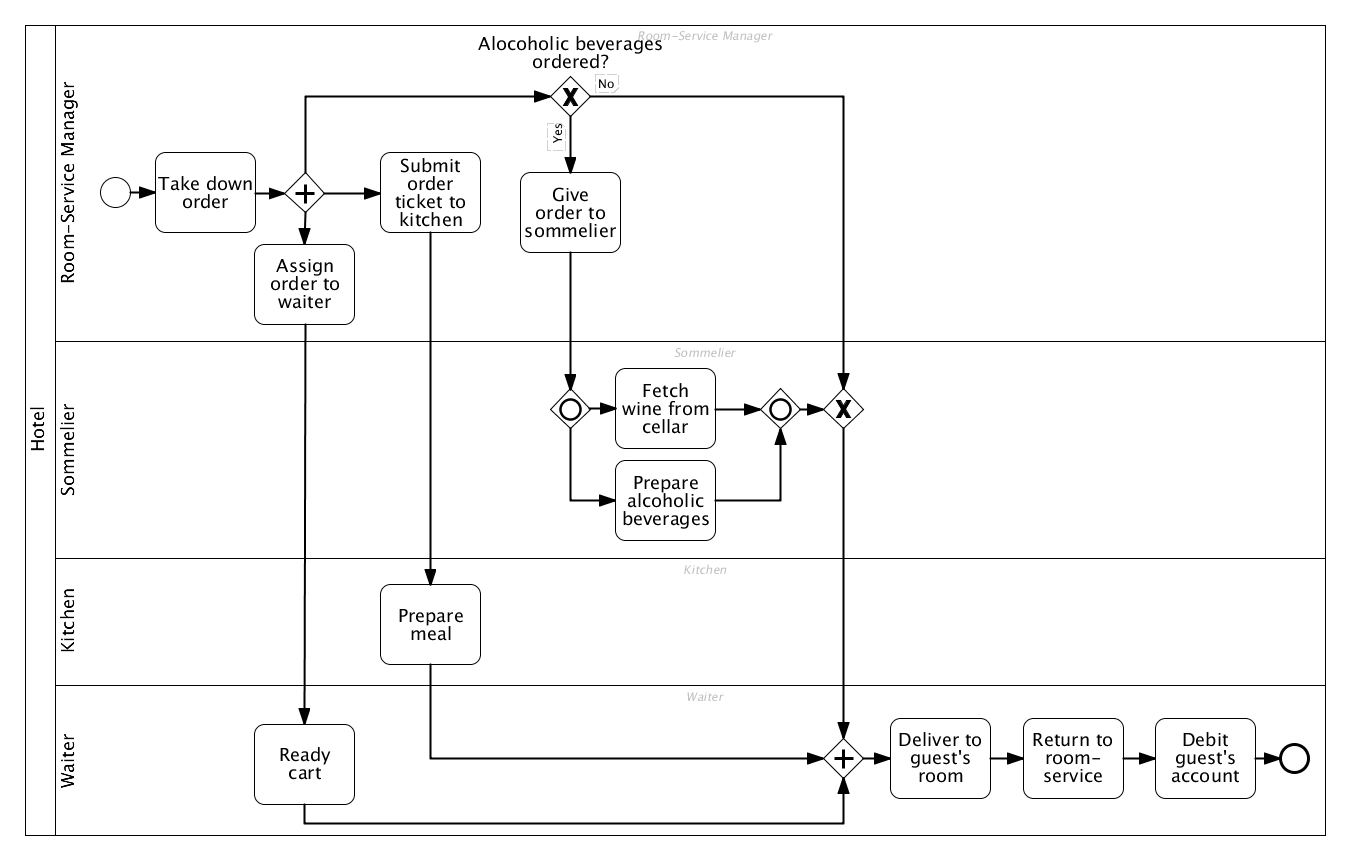 Hotel
Room-Service Manager
Room-Service Manager
Alocoholic beverages
ordered?
No
Yes
Take down
order
Submit
order
ticket to
kitchen
Give
order to
sommelier
Assign
order to
waiter
Sommelier
Sommelier
Fetch
wine from
cellar
Prepare
alcoholic
beverages
Kitchen
Kitchen
Prepare
meal
Waiter
Waiter
Ready
cart
Deliver to
guest's
room
Return to
room-
service
Debit
guest's
account